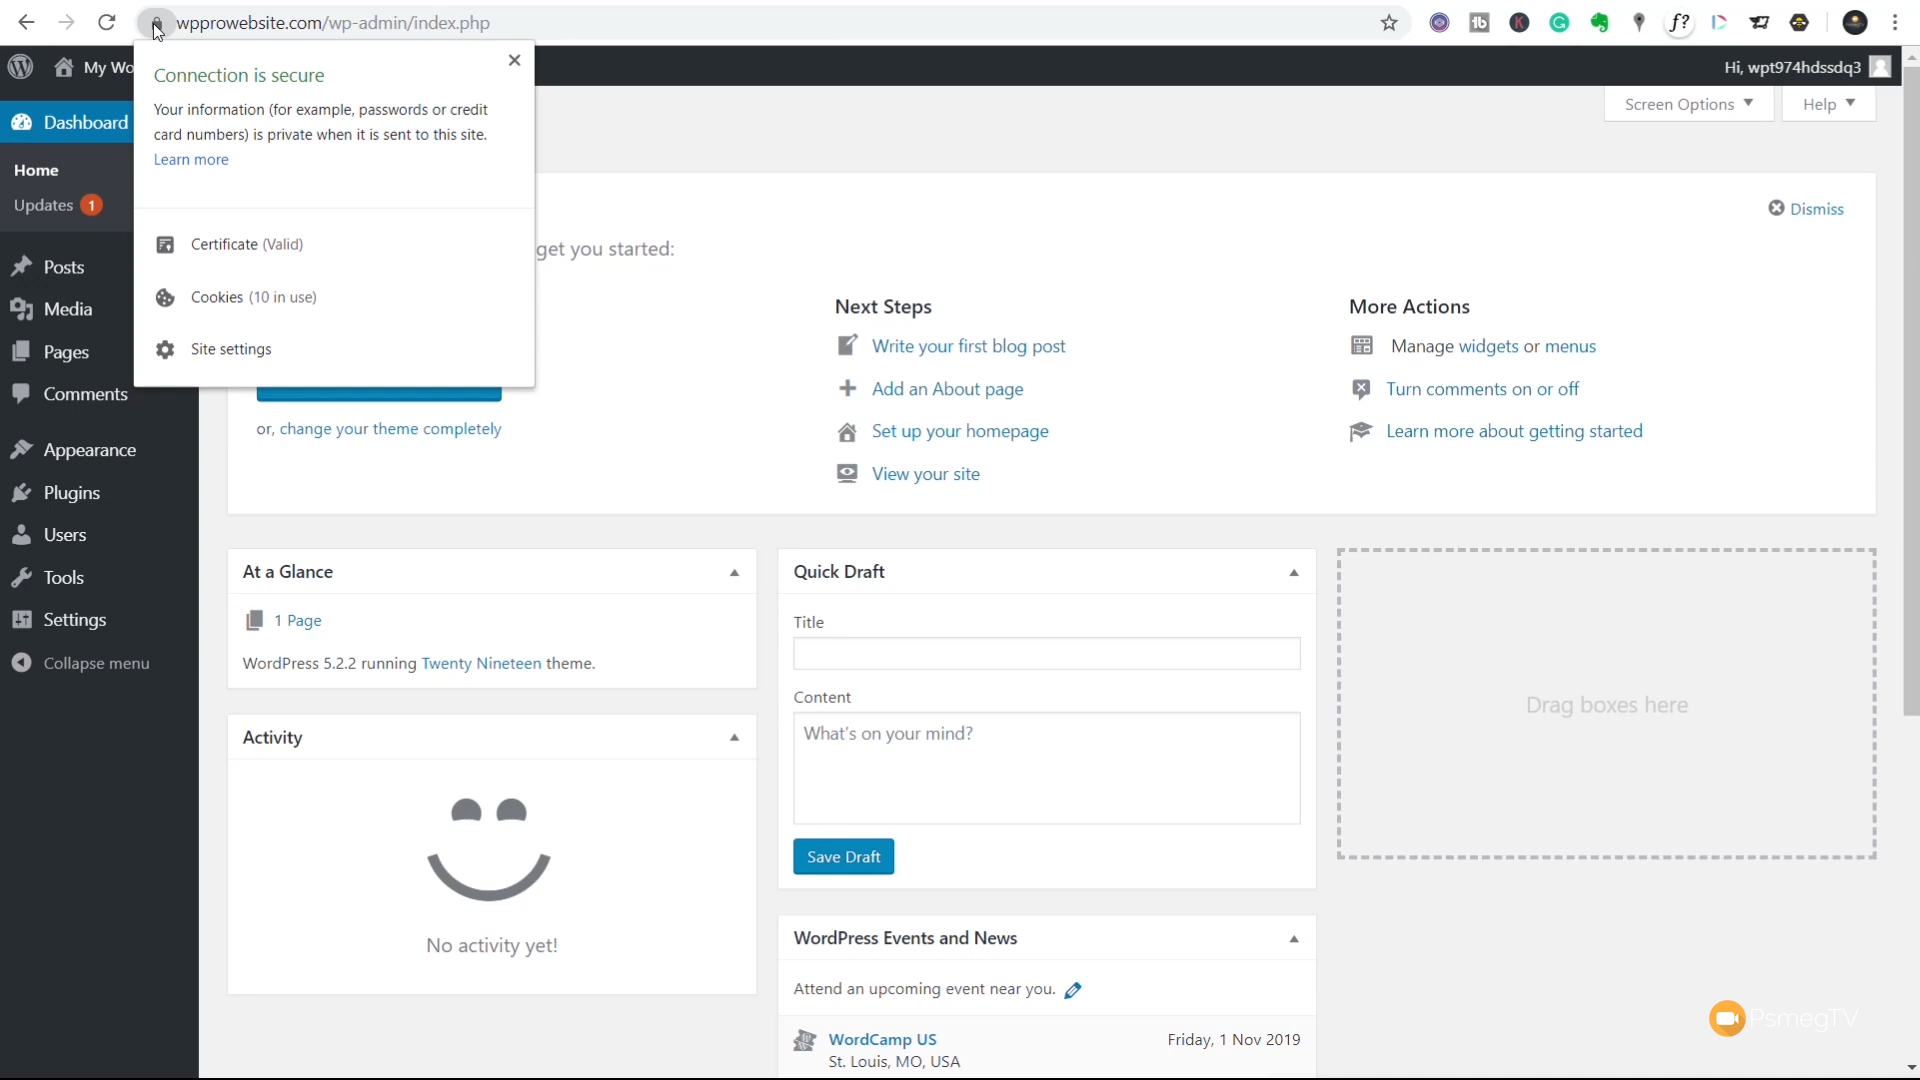 wpprowebsite.com/wp-admin/index.php
tb
K
G
f?
My Wo
Hi, wpt974hdssdq3
Connection is secure
Your information (for example, passwords or credit
card numbers) is private when it is sent to this site.
Learn more
Certificate (Valid)
Cookies (10 in use)
Site settings
Screen Options
Help
Dashboard
Home
Updates 1
Posts
Media
Pages
Comments
Appearance
Plugins
Users
Tools
Settings
Collapse menu
Dismiss
get you started:
or, change your theme completely
Next Steps
Write your first blog post
Add an About page
Set up your homepage
View your site
More Actions
Manage widgets or menus
Turn comments on or off
Learn more about getting started
At a Glance
1 Page
WordPress 5.2.2 running Twenty Nineteen theme.
Activity
No activity yet!
Quick Draft
Title
Content
What's on your mind?
Save Draft
WordPress Events and News
Attend an upcoming event near you.
WordCamp US
Friday, 1 Nov 2019
St. Louis, MO, USA
Drag boxes here
PsmegTV